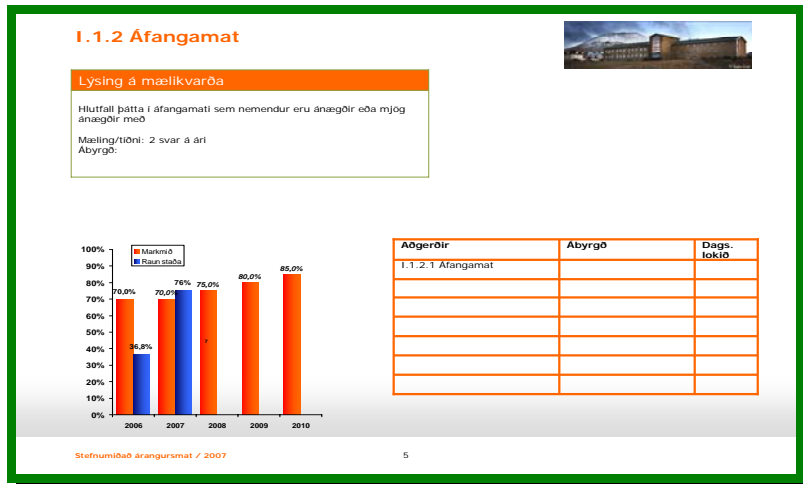 I.1.2 Áfangamat
Lýsing á mælikvarða
Hlutfall þátta í áfangamati sem nemendur eru ánægðir eða mjög
ánægðir með
Mæling/tíðni: 2 svar á ári
Ábyrgð:
Markmið
Raun staða
100%
90%
80%
70%
60%
50%
40%
30%
20%
10%
0%
70,0%
36,8%
70,0%
76%
75,0%
80,0%
85,0%
2006
2007
2008
2009
2010
Aðgerðir
Ábyrgð
Dags.
lokið
I.1.2.1 Áfangamat
Stefnumiðað árangursmat / 2007
5